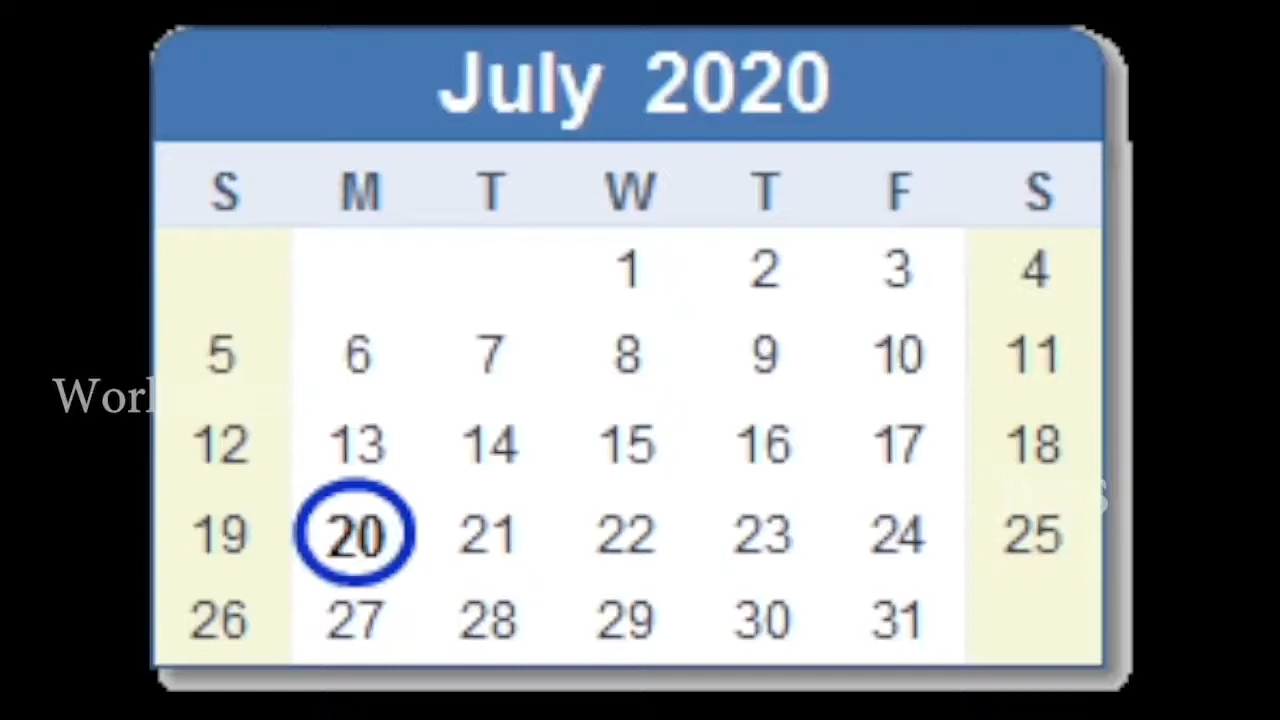 July 2020
S M T W T F S
1 2 3 4
5 6 7 8 9 10 11
12 13 14 15 16 17 18
19 20 21 22 23 24 25
26 27 28 29 30 31